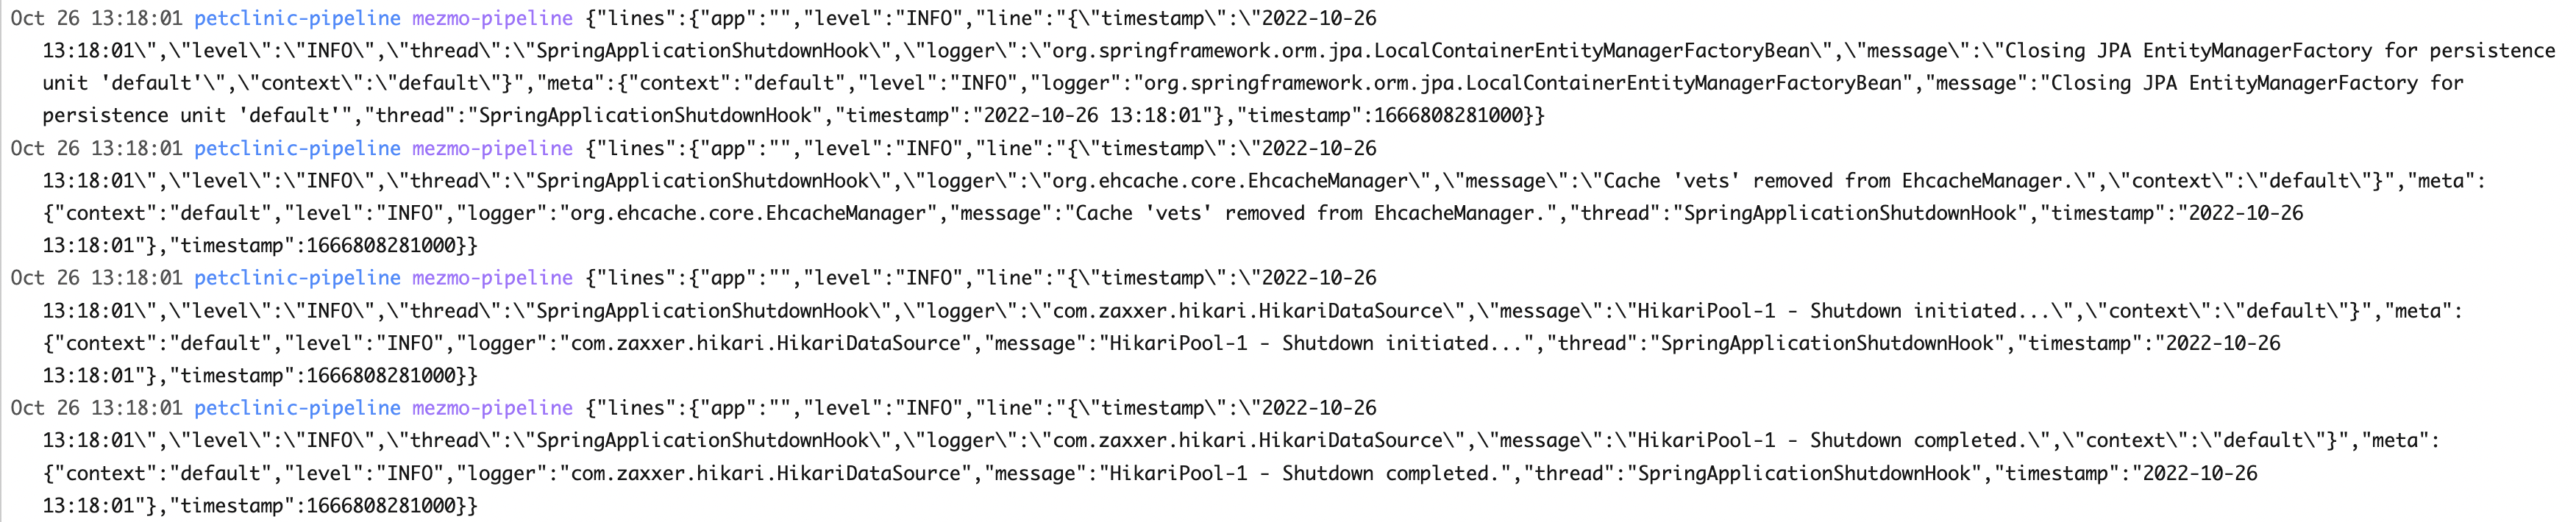 Oct 26 13:18:01 petclinic-pipeline mezmo-pipeline {"lines":{"app":"","level":"INFO","line":"{\"timestamp\":\"2022-10-26
13:18:01\",\"level\":\"INFO\",\"thread\":\"SpringApplicationShutdownHook\",\"logger\":\"org.springframework.orm.jpa.LocalContainerEntityManagerFactoryBean\",\"message\":\"Closing JPA EntityManagerFactory for persistence
unit 'default'\",\"context\":\"default\"}","meta":{"context":"default","level":"INFO","logger":"org.springframework.orm.jpa.LocalContainerEntityManagerFactoryBean","message":"Closing JPA EntityManagerFactory for
persistence unit 'default'","thread":"SpringApplicationShutdownHook","timestamp":"2022-10-26 13:18:01"},"timestamp":1666808281000}}
Oct 26 13:18:01 petclinic-pipeline mezmo-pipeline {"lines":{"app":"","level":"INFO","line":"{\"timestamp\":\"2022-10-26
13:18:01\",\"level\":\"INFO\",\"thread\":\"SpringApplicationShutdownHook\",\"logger\":\"org.ehcache.core.EhcacheManager\",\"message\":\"Cache 'vets' removed from EhcacheManager.\",\"context\":\"default\"}","meta":
{"context":"default","level":"INFO","logger":"org.ehcache.core.EhcacheManager","message":"Cache 'vets' removed from EhcacheManager.","thread":"SpringApplicationShutdownHook","timestamp":"2022-10-26
13:18:01"},"timestamp":1666808281000}}
Oct 26 13:18:01 petclinic-pipeline mezmo-pipeline {"lines":{"app":"","level":"INFO","line":"{\"timestamp\":\"2022-10-26
13:18:01\",\"level\":\"INFO\",\"thread\":\"SpringApplicationShutdownHook\",\"logger\":\"com.zaxxer.hikari.HikariDataSource\",\"message\":\"HikariPool-1 - Shutdown initiated...\",\"context\":\"default\"}","meta":
{"context":"default","level":"INFO","logger":"com.zaxxer.hikari.HikariDataSource","message":"HikariPool-1 - Shutdown initiated...","thread":"SpringApplicationShutdownHook","timestamp":"2022-10-26
13:18:01"},"timestamp":1666808281000}}
Oct 26 13:18:01 petclinic-pipeline mezmo-pipeline {"lines":{"app":"","level":"INFO","line":"{\"timestamp\":\"2022-10-26
13:18:01\",\"level\":\"INFO\",\"thread\":\"SpringApplicationShutdownHook\",\"logger\":\"com.zaxxer.hikari.HikariDataSource\",\"message\":\"HikariPool-1 - Shutdown completed.\",\"context\":\"default\"}","meta":
{"context":"default","level":"INFO","logger":"com.zaxxer.hikari.HikariDataSource","message":"HikariPool-1 - Shutdown completed.","thread":"SpringApplicationShutdownHook","timestamp":"2022-10-26
13:18:01"},"timestamp":1666808281000}}